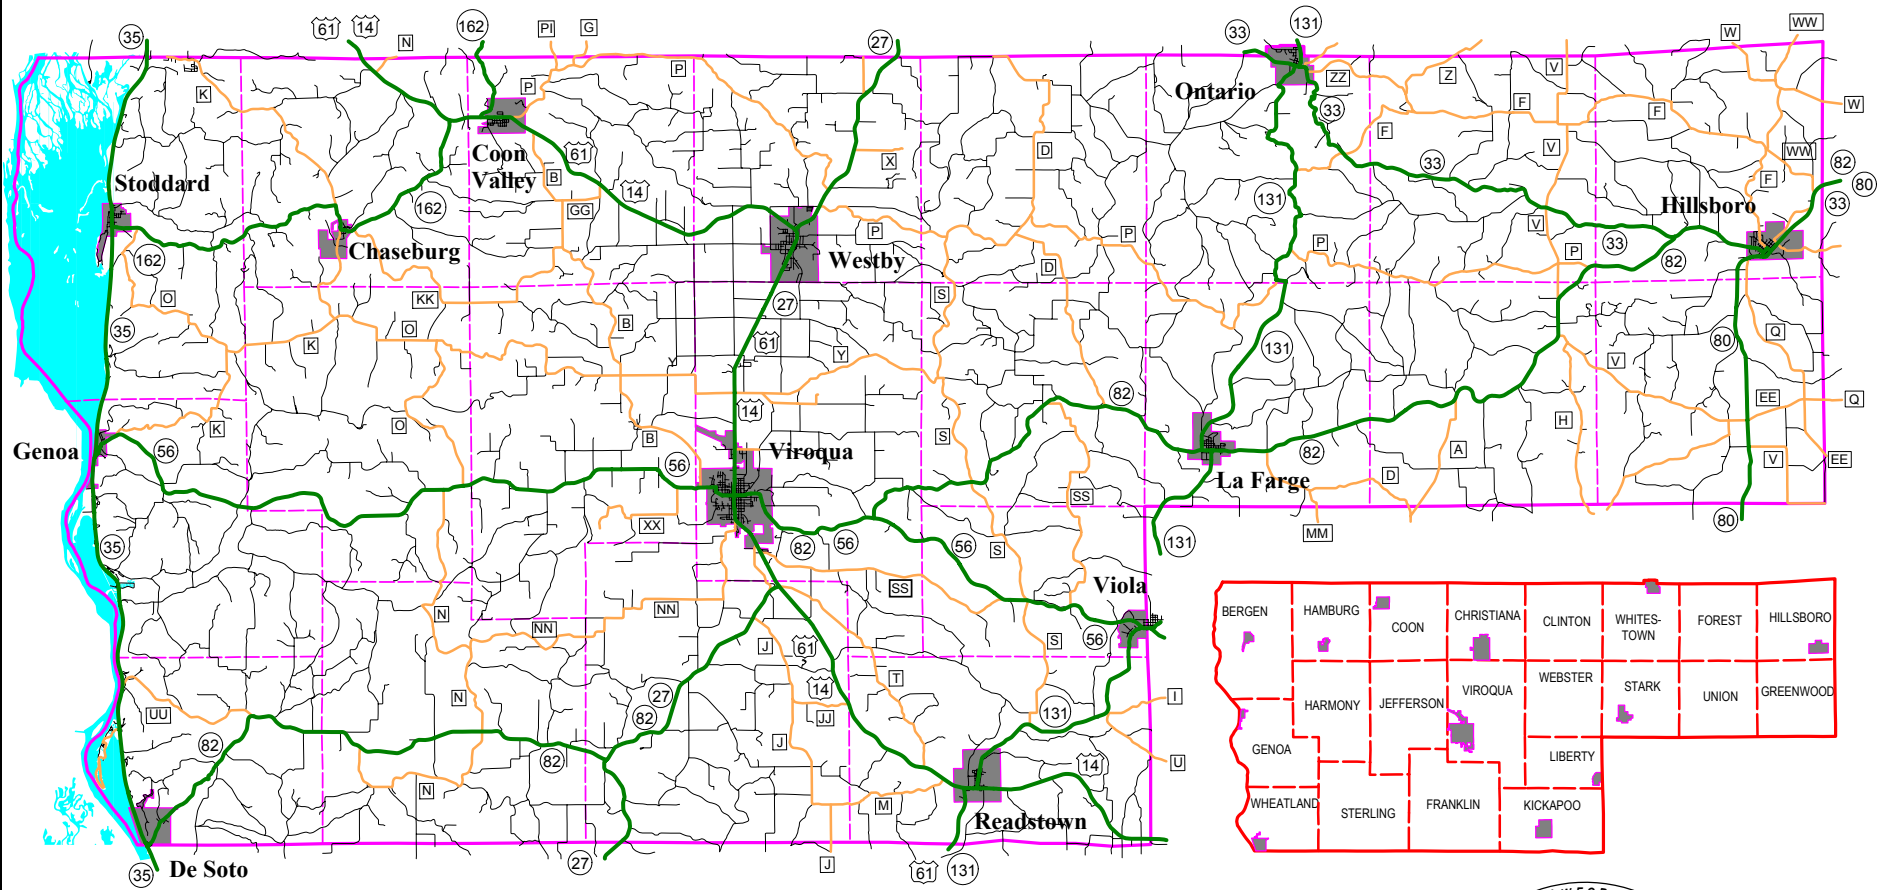 35
61
14
N
162
PI
G
27
33
131
W
WW
K
P
P
ZZ
Z
V
W
Ontario
33
F
F
F
Coon
Valley
61
X
D
V
WW
82
B
14
33
F
80
Stoddard
162
GG
131
Hillsboro
33
162
Chaseburg
Westby
P
P
P
V
P
33
82
D
O
KK
27
S
35
O
K
B
61
Y
131
V
80
Q
O
K
14
82
H
EE
Q
Genoa
56
B
56
Viroqua
S
82
A
La Farge
D
V
EE
XX
SS
MM
80
35
82
56
56
S
131
Viola
SS
N
NN
NN
56
J
61
S
T
N
27
14
I
UU
82
JJ
131
82
82
J
14
U
N
M
Readstown
J
35
De Soto
27
61
131
BERGEN
HAMBURG
COON
CHRISTIANA
CLINTON
WHITES-
TOWN
FOREST
HILLSBORO
HARMONY
JEFFERSON
VIROQUA
WEBSTER
STARK
UNION
GREENWOOD
GENOA
LIBERTY
WHEATLAND
STERLING
FRANKLIN
KICKAPOO